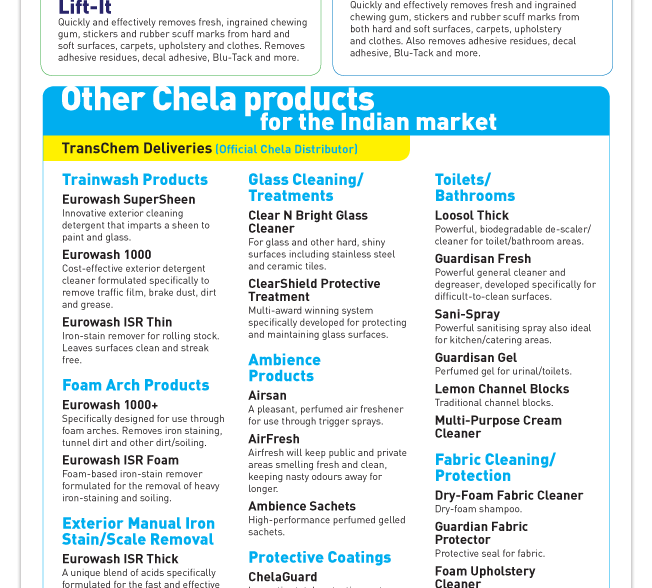 Lift-It
Quickly and effectively removes fresh, ingrained chewing
gum, stickers and rubber scuff marks from hard and
soft surfaces, carpets, upholstery and clothes. Removes
adhesive residues, decal adhesive, Blu-Tack and more.
Quickly and effectively removes fresh and ingrained
chewing gum, stickers and rubber scuff marks from
both hard and soft surfaces, carpets, upholstery
and clothes. Also removes adhesive residues, decal
adhesive, Blu-Tack and more.
Other Chela products
for the Indian market
TransChem Deliveries (Official Chela Distributor)
Trainwash Products
Eurowash SuperSheen
Innovative exterior cleaning
detergent that imparts a sheen to
paint and glass.
Eurowash 1000
Cost-effective exterior detergent
cleaner formulated specifically to
remove traffic film, brake dust, dirt
and grease.
Eurowash ISR Thin
Iron-stain remover for rolling stock.
Leaves surfaces clean and streak
free.
Foam Arch Products
Eurowash 1000+
Specifically designed for use through
foam arches. Removes iron staining,
tunnel dirt and other dirt/soiling.
Eurowash ISR Foam
Foam-based iron-stain remover
formulated for the removal of heavy
iron-staining and soiling.
Exterior Manual Iron
Stain/Scale Removal
Eurowash ISR Thick
A unique blend of acids specifically
formulated for the fast and effective
Glass Cleaning/
Treatments
Clear N Bright Glass
Cleaner
For glass and other hard, shiny
surfaces including stainless steel
and ceramic tiles.
ClearShield Protective
Treatment
Multi-award winning system
specifically developed for protecting
and maintaining glass surfaces.
Ambience
Products
Airsan
A pleasant, perfumed air freshener
for use through trigger sprays.
AirFresh
Airfresh will keep public and private
areas smelling fresh and clean,
keeping nasty odours away for
longer.
Ambience Sachets
High-performance perfumed gelled
sachets.
Protective Coatings
ChelaGuard
Toilets/
Bathrooms
Loosol Thick
Powerful, biodegradable de-scaler/
cleaner for toilet/bathroom areas.
Guardisan Fresh
Powerful general cleaner and
degreaser, developed specifically for
difficult-to-clean surfaces.
Sani-Spray
Powerful sanitising spray also ideal
for kitchen/catering areas.
Guardisan Gel
Perfumed gel for urinal/toilets.
Lemon Channel Blocks
Traditional channel blocks.
Multi-Purpose Cream
Cleaner
Fabric Cleaning/
Protection
Dry-Foam Fabric Cleaner
Dry-foam shampoo.
Guardian Fabric
Protector
Protective seal for fabric.
Foam Upholstery
Cleaner